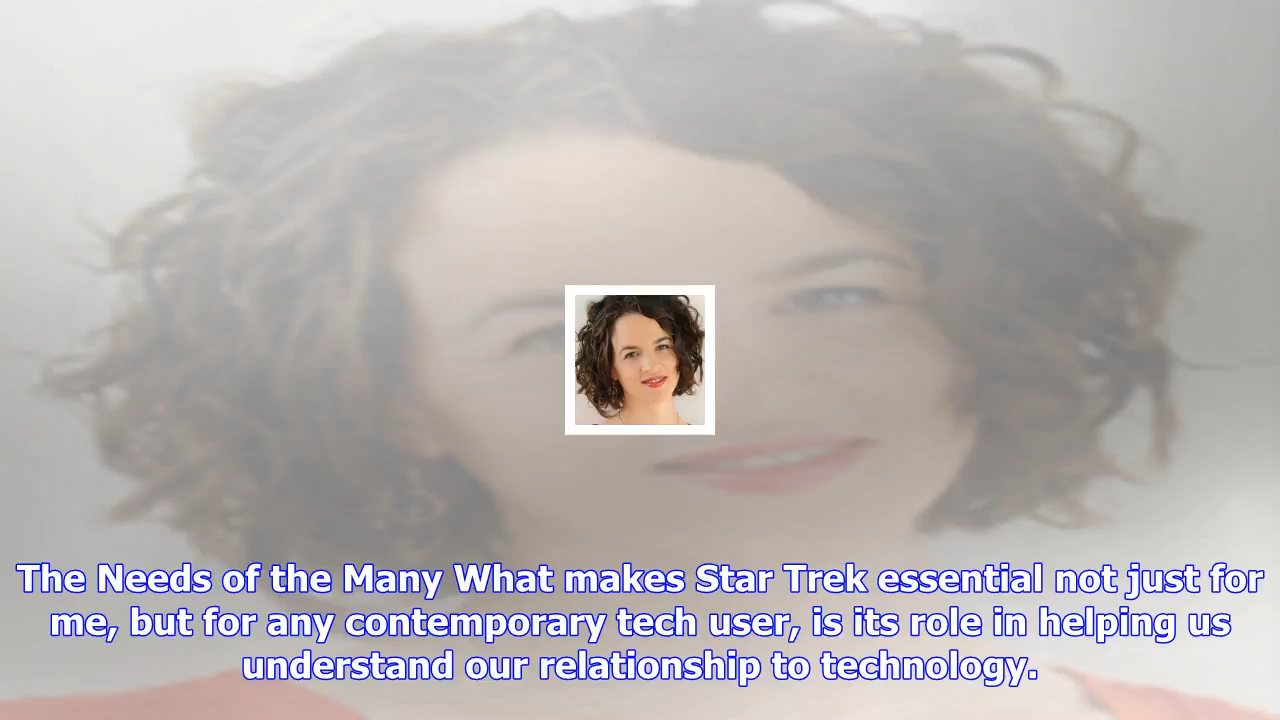 The Needs of the Many What makes Star Trek essential not just for
me, but for any contemporary tech user, is its role in helping us
understand our relationship to technology.